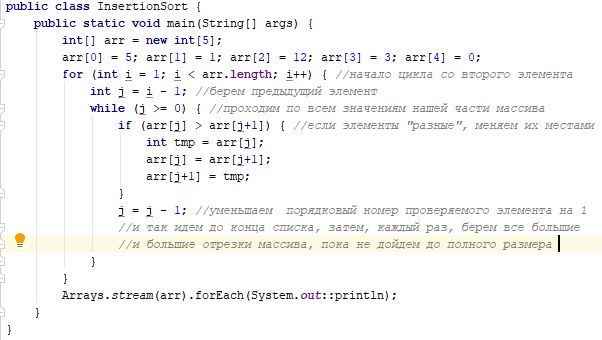 public class InsertionSort {
public static void main(String[] args) {
int[] arr = new int[5];
arr[0] = 5; arr[1] = 1; arr[2] = 12; arr[3] = 3; arr[4] = 0;
for (int i = 1; i < arr.length; i++) { //начало цикла со второго элемента
int j = i - 1; //берем предыдущий элемент
while (j >= 0) { //проходим по всем значениям нашей части массива
if (arr[j] > arr[j+1]) { //если элементы "разные", меняем их местами
int tmp = arr[j];
arr[j] = arr[j+1];
arr[j+1] = tmp;
}
j = j - 1; //уменьшаем  порядковый номер проверяемого элемента на 1
//и так идем до конца списка, затем, каждый раз, берем все большие
//и большие отрезки массива, пока не дойдем до полного размера
}
}
Arrays.stream(arr).forEach(System.out::println);
}
}